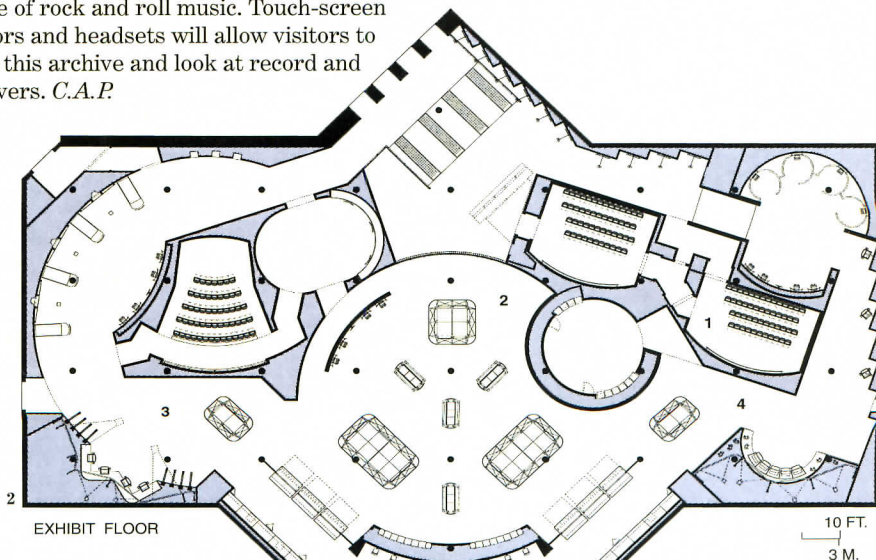 e of rock and roll music. Touch-screen
ors and headsets will allow visitors to
this archive and look at record and
vers. C.A.P.
2
1
3
4
2
EXHIBIT FLOOR
10 FT.
3 M.